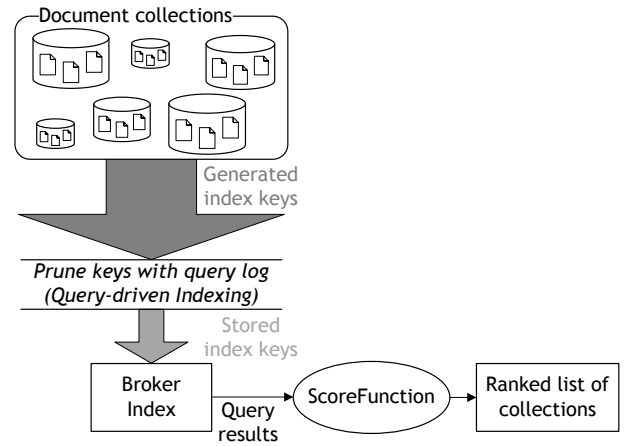 Document collections
Generated
index keys
Prune keys with query log
(Query-driven Indexing)
Stored
index keys
Broker
Index
Query
results
ScoreFunction
Ranked list of
collections